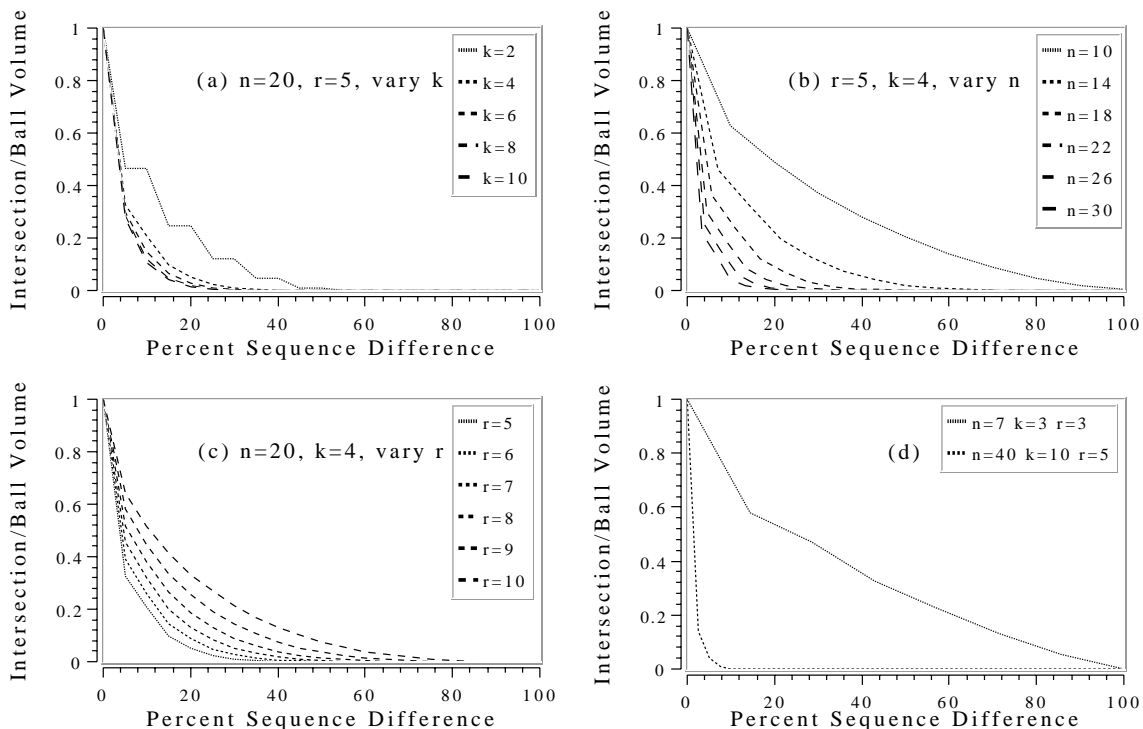 Intersection/Ball Volume
1
0.8
0.6
0.4
0.2
0
(a) n=20, r=5, vary k
k=2
k=4
k=6
k=8
k=10
0 20 40 60 80 100
Percent Sequence Difference
Intersection/Ball Volume
1
0.8
0.6
0.4
0.2
0
(b) r=5, k=4, vary n
n=10
n=14
n=18
n=22
n=26
n=30
0 20 40 60 80 100
Percent Sequence Difference
Intersection/Ball Volume
1
0.8
0.6
0.4
0.2
0
(c) n=20, k=4, vary r
r=5
r=6
r=7
r=8
r=9
r=10
0 20 40 60 80 100
Percent Sequence Difference
Intersection/Ball Volume
1
0.8
0.6
0.4
0.2
0
(d)
n=7 k=3 r=3
n=40 k=10 r=5
0 20 40 60 80 100
Percent Sequence Difference